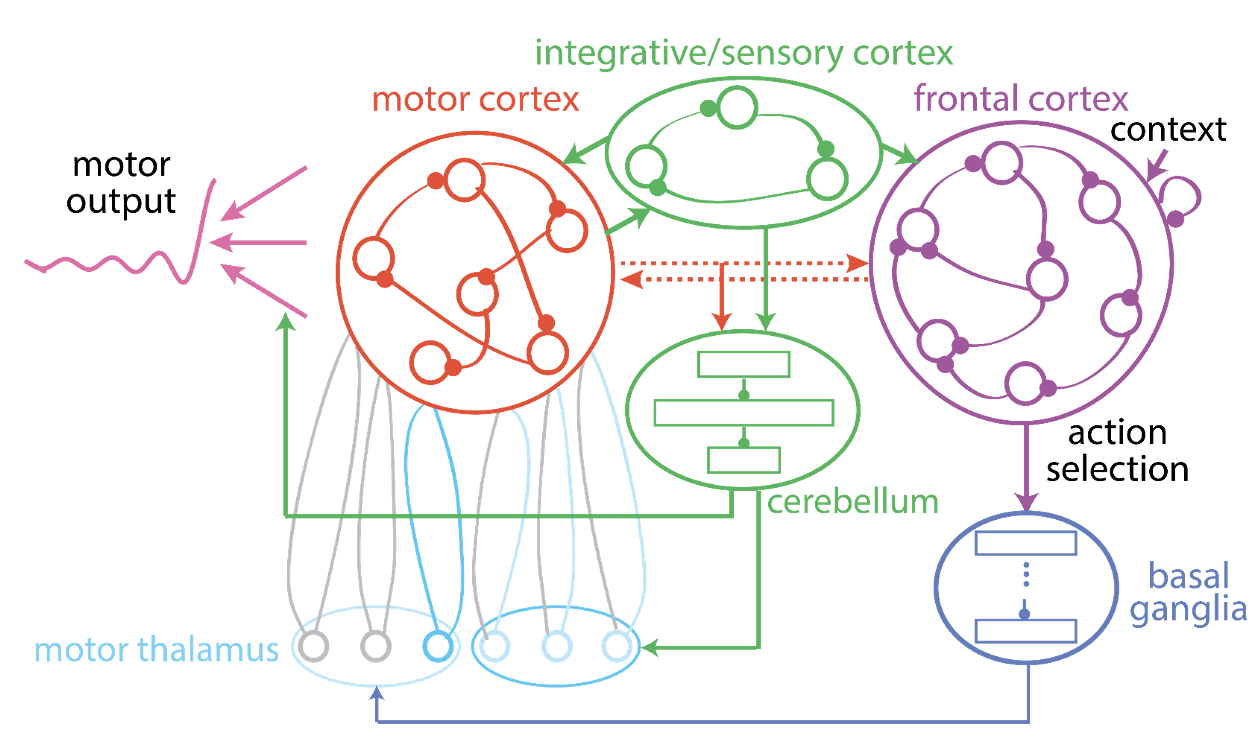 integrative/sensory cortex
motor cortex
frontal cortex
context
motor
output
action
selection
cerebellum
basal
ganglia
motor thalamus